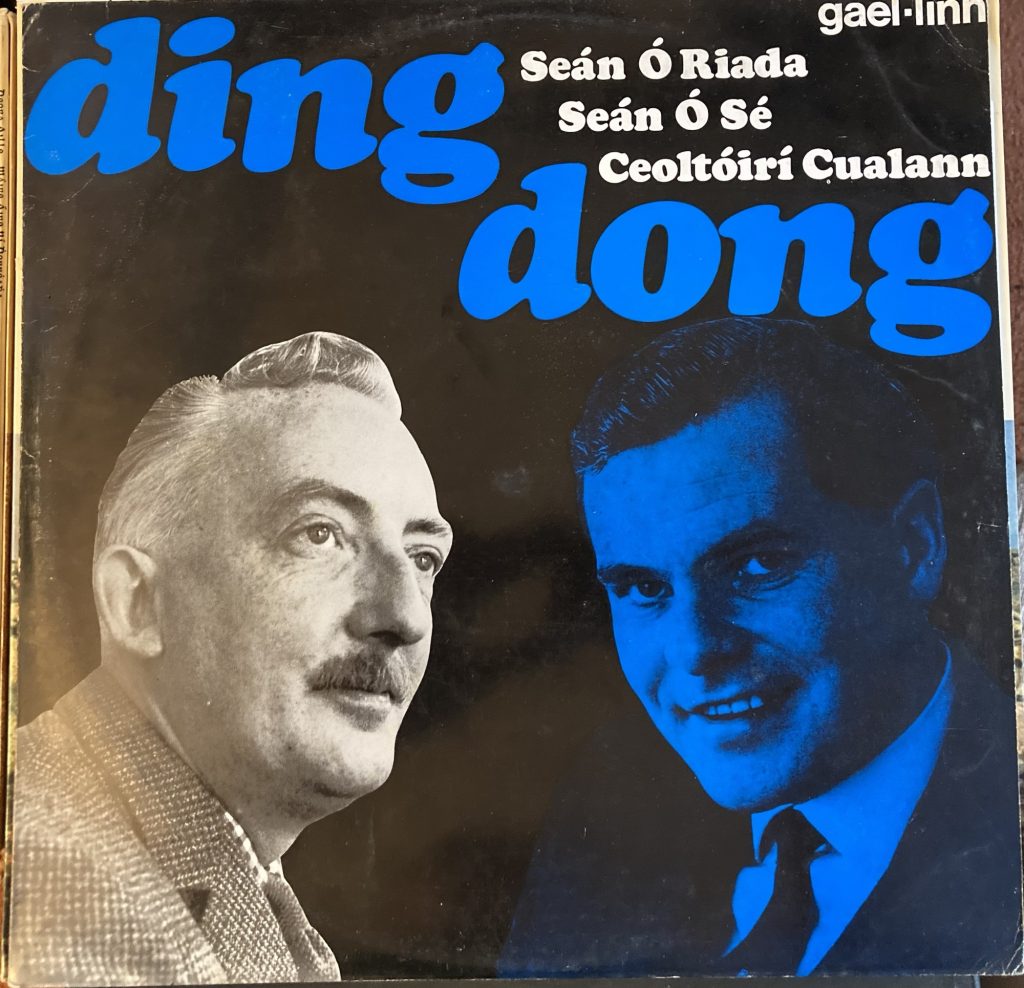 gael-linn
ding
Seán Ó Riada
Seán Ó Sé
Ceoltóirí Cualann
dong